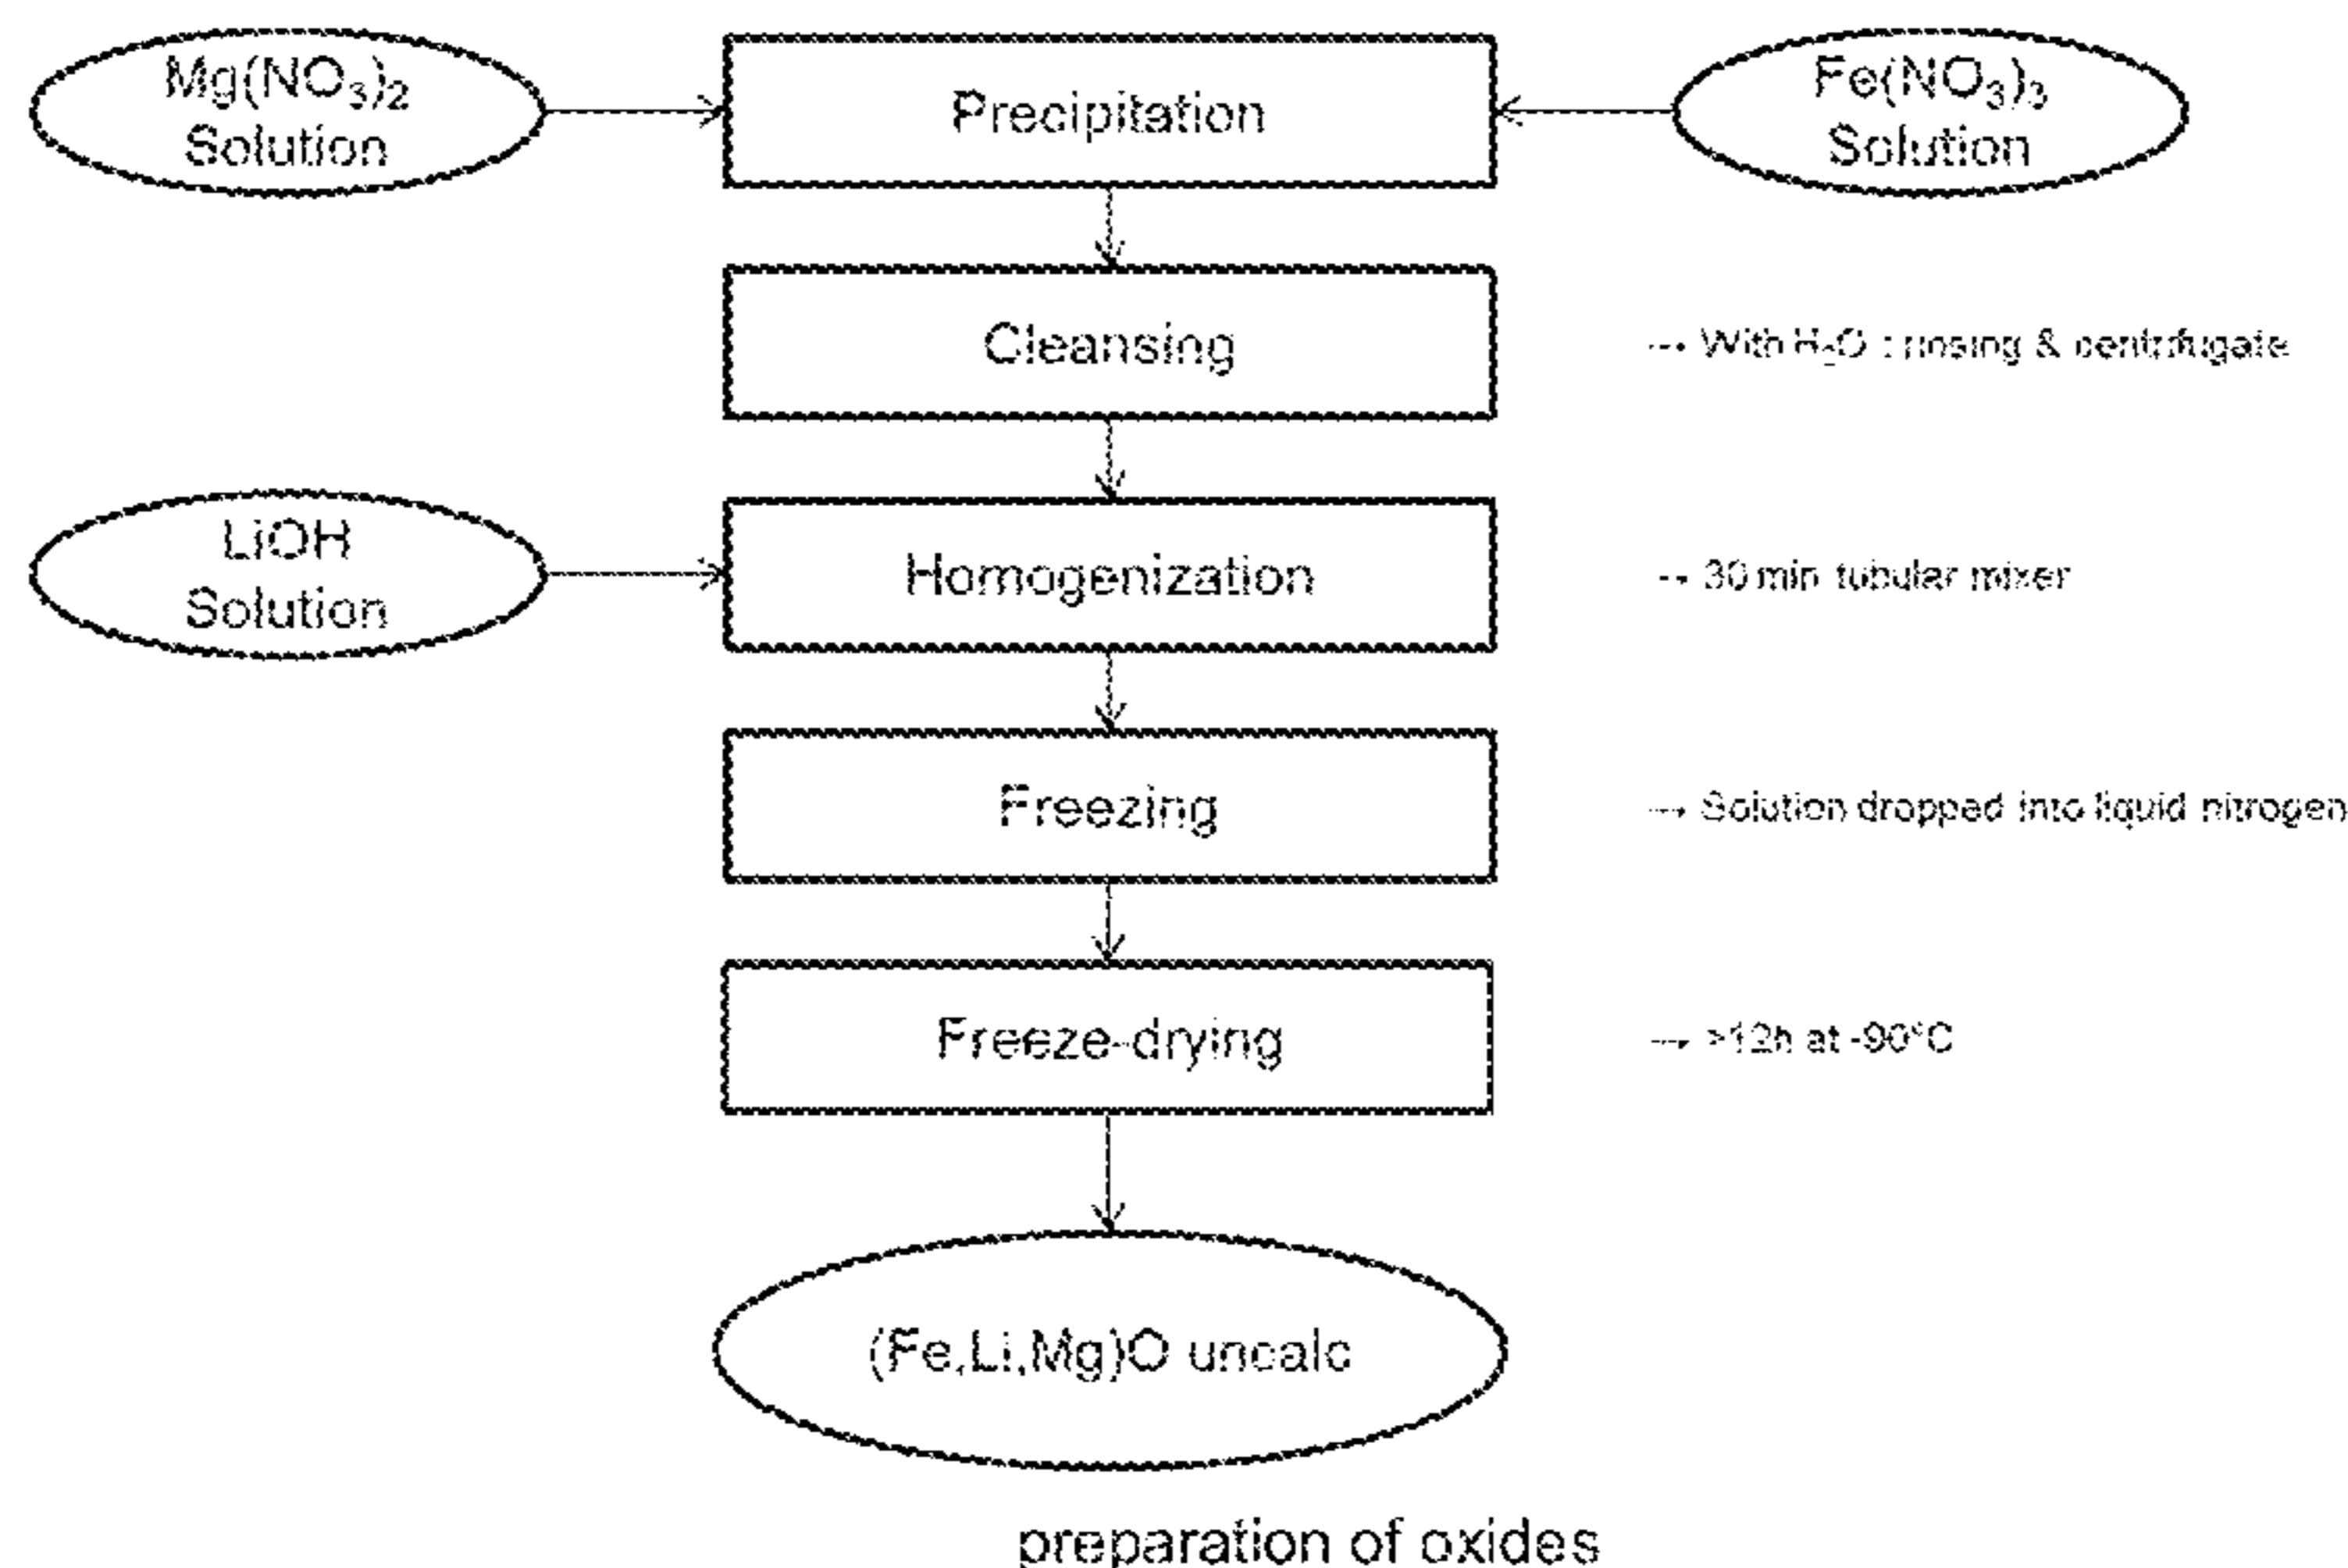 Mg(NO₃)₂
Solution
Precipitation
Fe(NO₃)₃
Solution
Cleansing
→ With H₂O : rinsing & centrifugate
LiOH
Solution
Homogenization
→ 30 min tubular mixer
Freezing
→ Solution dropped into liquid nitrogen
Freeze-drying
→ >12h at -90°C
(Fe,Li,Mg)O uncalc
preparation of oxides